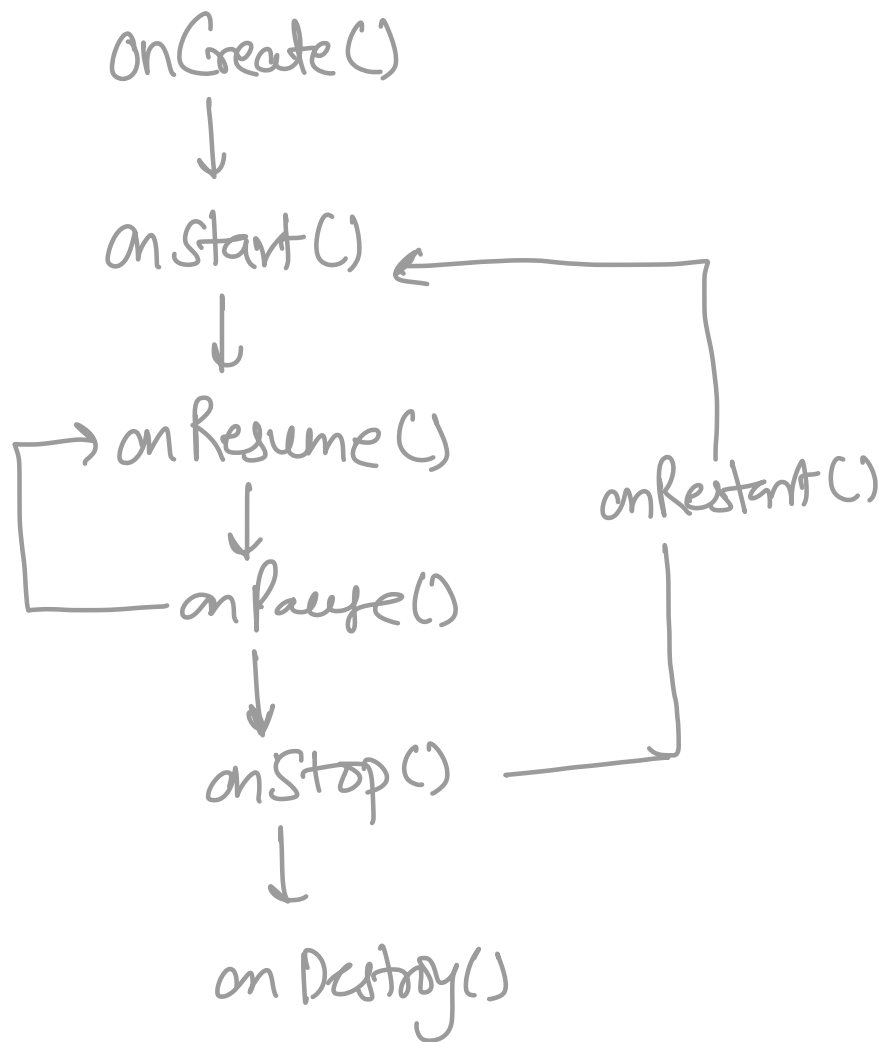 onCreate()
onStart()
onResume()
onRestart()
onPause()
onStop()
onDestroy()